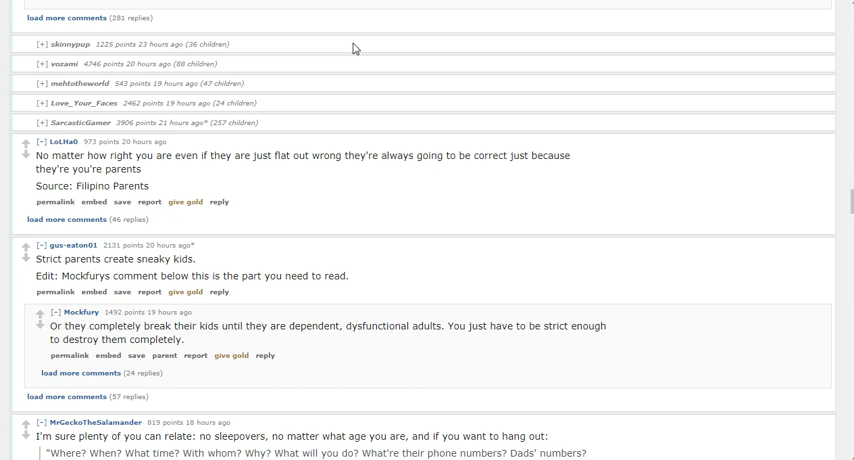 load more comments (281 replies)
[+] skinnypup 1225 points 23 hours ago (36 children)
[+] vozami 4746 points 20 hours ago (88 children)
[+] mehtotheworld 543 points 19 hours ago (47 children)
[+] Love_Your_Faces 2462 points 19 hours ago (24 children)
[+] SarcasticGamer 3906 points 21 hours ago* (257 children)
[–] LoLHa0 973 points 20 hours ago
No matter how right you are even if they are just flat out wrong they're always going to be correct just because
they're you're parents
Source: Filipino Parents
permalink embed save report give gold reply
load more comments (46 replies)
[–] gus-eaton01 2131 points 20 hours ago*
Strict parents create sneaky kids.
Edit: Mockfurys comment below this is the part you need to read.
permalink embed save report give gold reply
[–] Mockfury 1492 points 19 hours ago
Or they completely break their kids until they are dependent, dysfunctional adults. You just have to be strict enough
to destroy them completely.
permalink embed save parent report give gold reply
load more comments (24 replies)
load more comments (57 replies)
[–] MrGeckoTheSalamander 819 points 18 hours ago
I'm sure plenty of you can relate: no sleepovers, no matter what age you are, and if you want to hang out:
"Where? When? What time? With whom? Why? What will you do? What're their phone numbers? Dads' numbers?